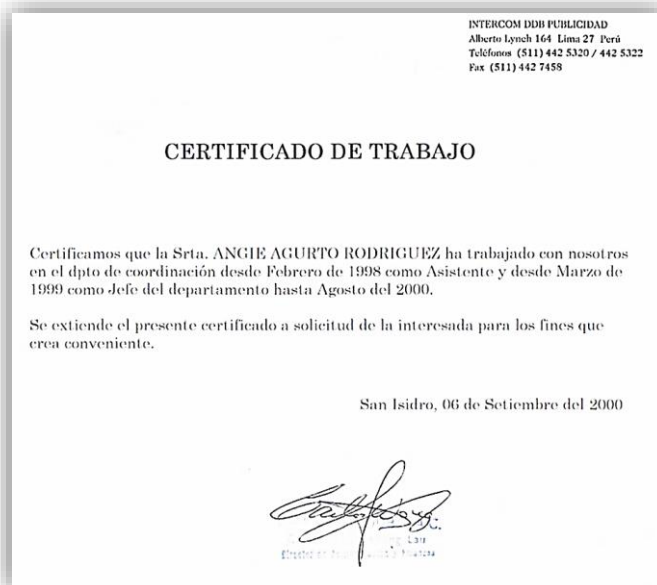 INTERCOM DDB PUBLICIDAD
Alberto Lynch 164 Lima 27 Perú
Teléfonos (511) 442 5320 / 442 5322
Fax (511) 442 7458
CERTIFICADO DE TRABAJO
Certificamos que la Srta. ANGIE AGURTO RODRIGUEZ ha trabajado con nosotros
en el dpto de coordinación desde Febrero de 1998 como Asistente y desde Marzo de
1999 como Jefe del departamento hasta Agosto del 2000.
Se extiende el presente certificado a solicitud de la interesada para los fines que
crea conveniente.
San Isidro, 06 de Setiembre del 2000
Lau